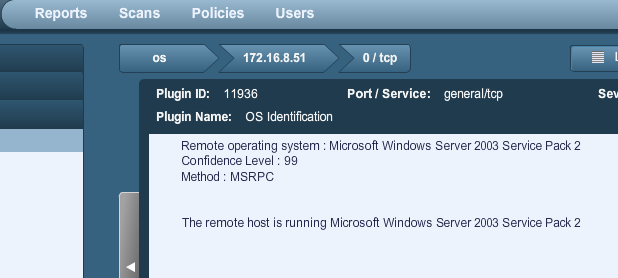 Reports Scans Policies Users
os 172.16.8.51 0 / tcp
Plugin ID: 11936 Port / Service: general/tcp
Plugin Name: OS Identification
Remote operating system : Microsoft Windows Server 2003 Service Pack 2
Confidence Level : 99
Method : MSRPC
The remote host is running Microsoft Windows Server 2003 Service Pack 2